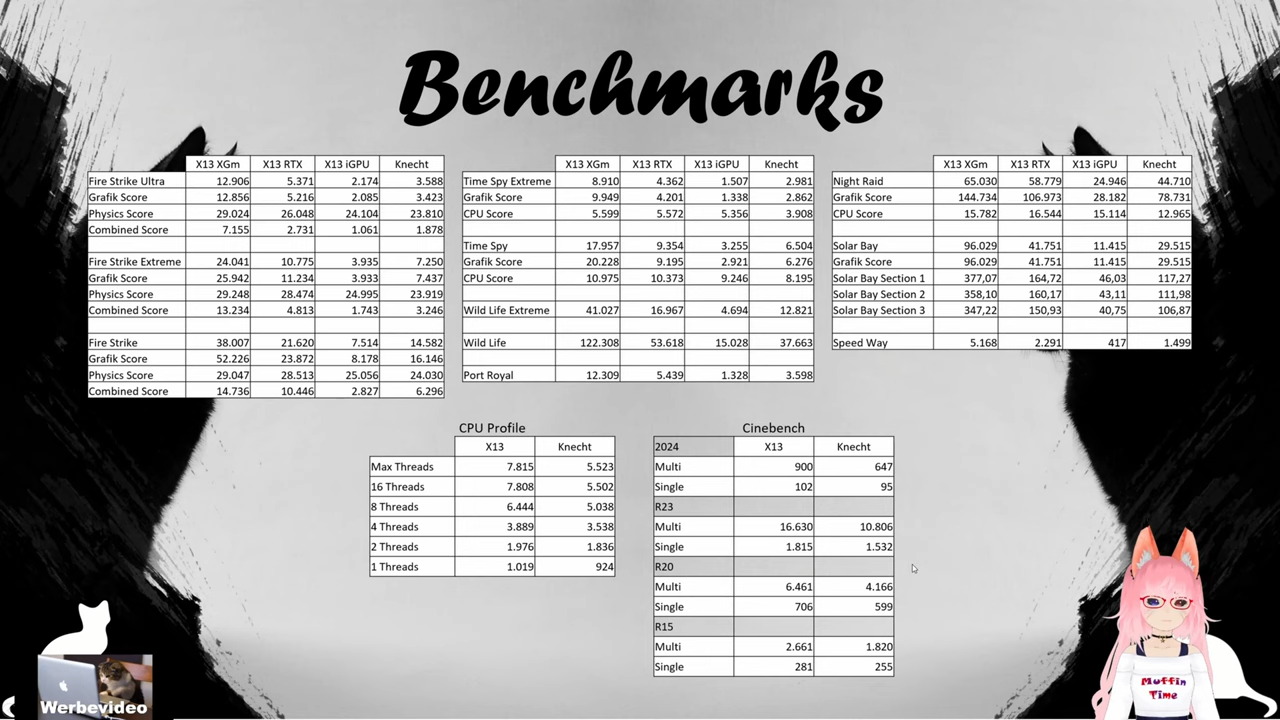 Benchmarks
X13 XGm X13 RTX X13 iGPU Knecht
Fire Strike Ultra 12.906 5.371 2.174 3.588
Grafik Score 12.856 5.216 2.085 3.423
Physics Score 29.024 26.048 24.104 23.810
Combined Score 7.155 2.731 1.061 1.878
Fire Strike Extreme 24.041 10.775 3.935 7.250
Grafik Score 25.942 11.234 3.933 7.437
Physics Score 29.248 28.474 24.995 23.919
Combined Score 13.234 4.813 1.743 3.246
Fire Strike 38.007 21.620 7.514 14.582
Grafik Score 52.226 23.872 8.178 16.146
Physics Score 29.047 28.513 25.056 24.030
Combined Score 14.736 10.446 2.827 6.296
X13 XGm X13 RTX X13 iGPU Knecht
Time Spy Extreme 8.910 4.362 1.507 2.981
Grafik Score 9.949 4.201 1.338 2.862
CPU Score 5.599 5.572 5.356 3.908
Time Spy 17.957 9.354 3.255 6.504
Grafik Score 20.228 9.195 2.921 6.276
CPU Score 10.975 10.373 9.246 8.195
Wild Life Extreme 41.027 16.967 4.694 12.821
Wild Life 122.308 53.618 15.028 37.663
Port Royal 12.309 5.439 1.328 3.598
X13 XGm X13 RTX X13 iGPU Knecht
Night Raid 65.030 58.779 24.946 44.710
Grafik Score 144.734 106.973 28.182 78.731
CPU Score 15.782 16.544 15.114 12.965
Solar Bay 96.029 41.751 11.415 29.515
Grafik Score 96.029 41.751 11.415 29.515
Solar Bay Section 1 377,07 164,72 46,03 117,27
Solar Bay Section 2 358,10 160,17 43,11 111,98
Solar Bay Section 3 347,22 150,93 40,75 106,87
Speed Way 5.168 2.291 417 1.499
CPU Profile
X13 Knecht
Max Threads 7.815 5.523
16 Threads 7.808 5.502
8 Threads 6.444 5.038
4 Threads 3.889 3.538
2 Threads 1.976 1.836
1 Threads 1.019 924
Cinebench
2024 X13 Knecht
Multi 900 647
Single 102 95
R23
Multi 16.630 10.806
Single 1.815 1.532
R20
Multi 6.461 4.166
Single 706 599
R15
Multi 2.661 1.820
Single 281 255
Werbevideo
Muffin
Time